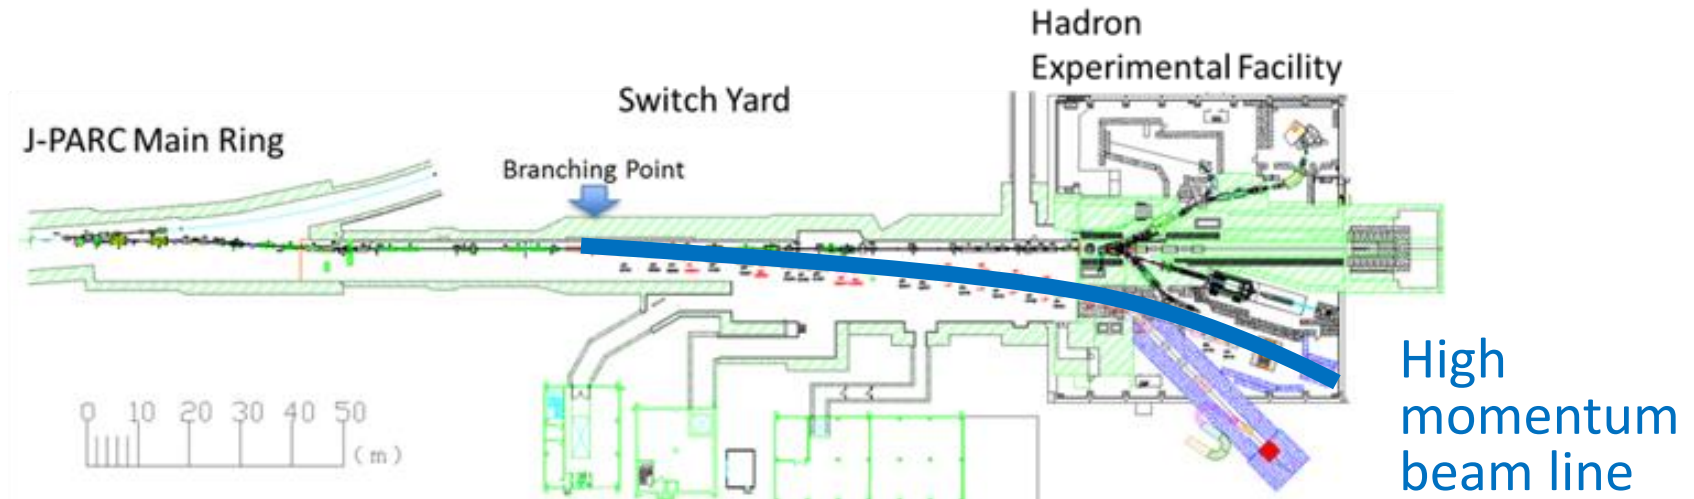 Hadron
Experimental Facility
Switch Yard
J-PARC Main Ring
Branching Point
High
momentum
beam line
0 10 20 30 40 50
(m)